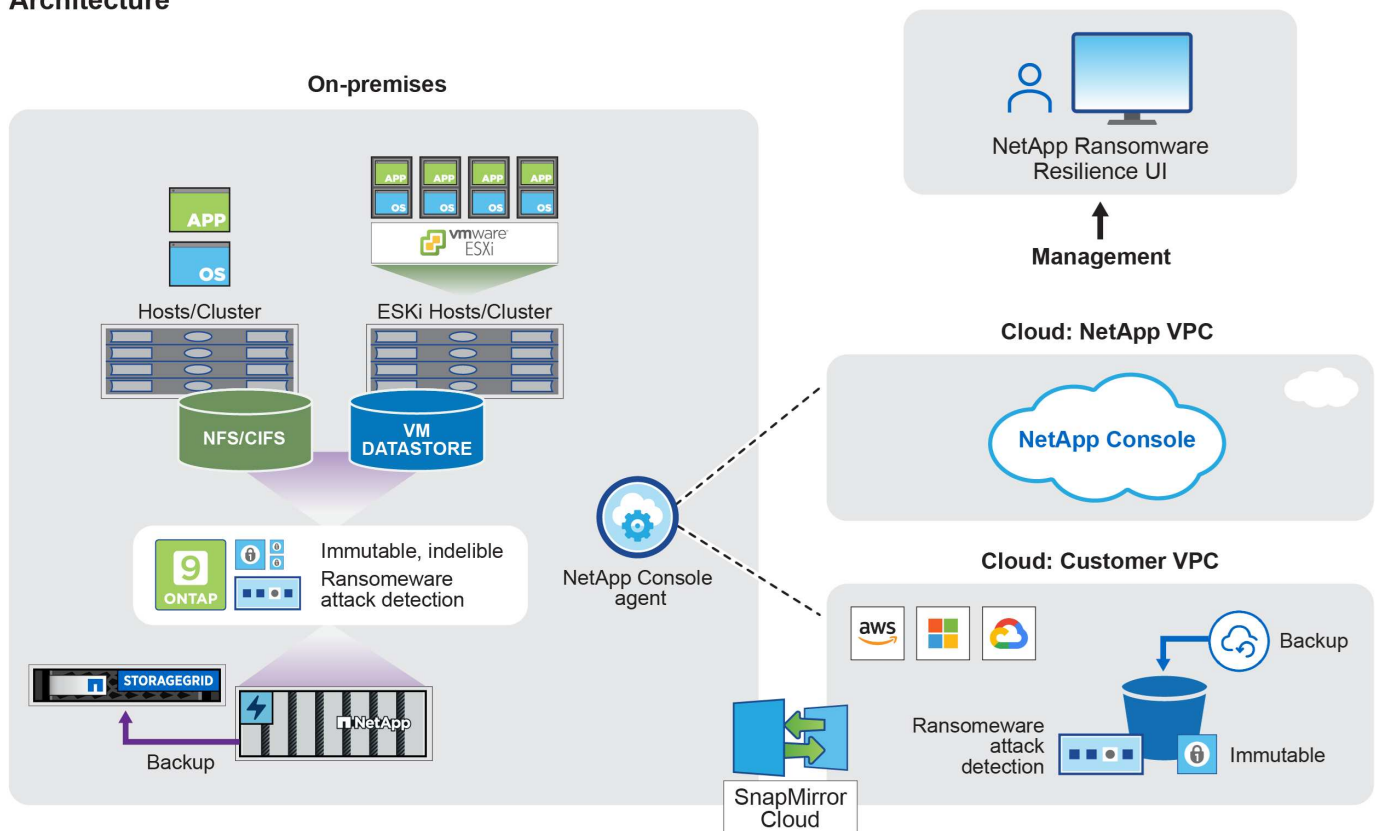 Architecture
On-premises
APP
OS
APP APP APP APP
OS OS OS OS
vmware
ESXi
Hosts/Cluster
ESKi Hosts/Cluster
NFS/CIFS
VM
DATASTORE
9
ONTAP
Immutable, indelible
Ransomeware
attack detection
STORAGEGRID
NetApp
Backup
NetApp Console
agent
SnapMirror
Cloud
NetApp Ransomware
Resilience UI
Management
Cloud: NetApp VPC
NetApp Console
Cloud: Customer VPC
aws
Backup
Ransomeware
attack
detection
Immutable